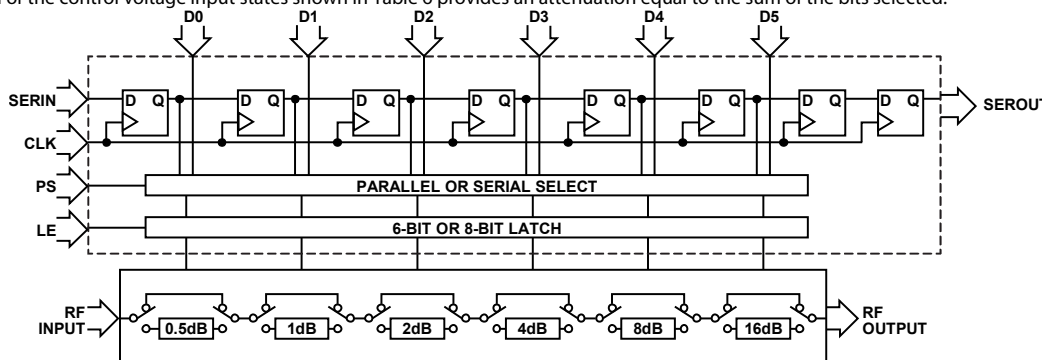 of the control voltage input states shown in Table 6 provides an attenuation equal to the sum of the bits selected.
D0 D1 D2 D3 D4 D5
SERIN D Q D Q D Q D Q D Q D Q D Q D Q SEROUT
CLK
PS PARALLEL OR SERIAL SELECT
LE 6-BIT OR 8-BIT LATCH
RF INPUT 0.5dB 1dB 2dB 4dB 8dB 16dB RF OUTPUT